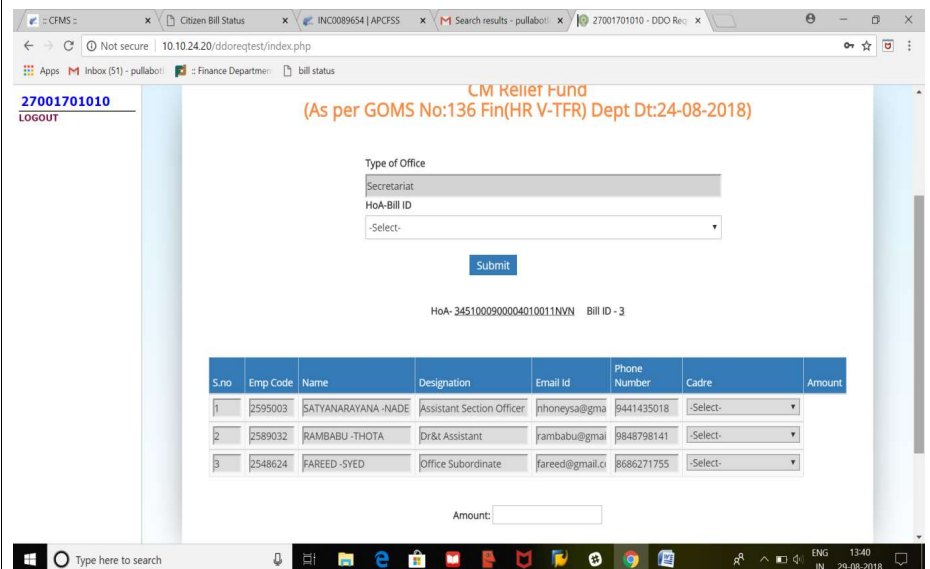 :: CFMS ::
Citizen Bill Status
INC0089654 | APCFSS
Search results - pullaboti
27001701010 - DDO Req
Not secure | 10.10.24.20/ddoreqtest/index.php
Apps
Inbox (51) - pullaboti
:: Finance Departmen
bill status
27001701010
LOGOUT
CM Relief Fund
(As per GOMS No:136 Fin(HR V-TFR) Dept Dt:24-08-2018)
Type of Office
Secretariat
HoA-Bill ID
-Select-
Submit
HoA- 3451000900004010011NVN Bill ID - 3
S.no Emp Code Name Designation Email Id Phone Number Cadre Amount
1 2595003 SATYANARAYANA -NADE Assistant Section Officer nhoneysa@gma 9441435018 -Select-
2 2589032 RAMBABU -THOTA Dr&t Assistant rambabu@gmai 9848798141 -Select-
3 2548624 FAREED -SYED Office Subordinate fareed@gmail.c 8686271755 -Select-
Amount:
Type here to search
ENG
IN
13:40
29-08-2018